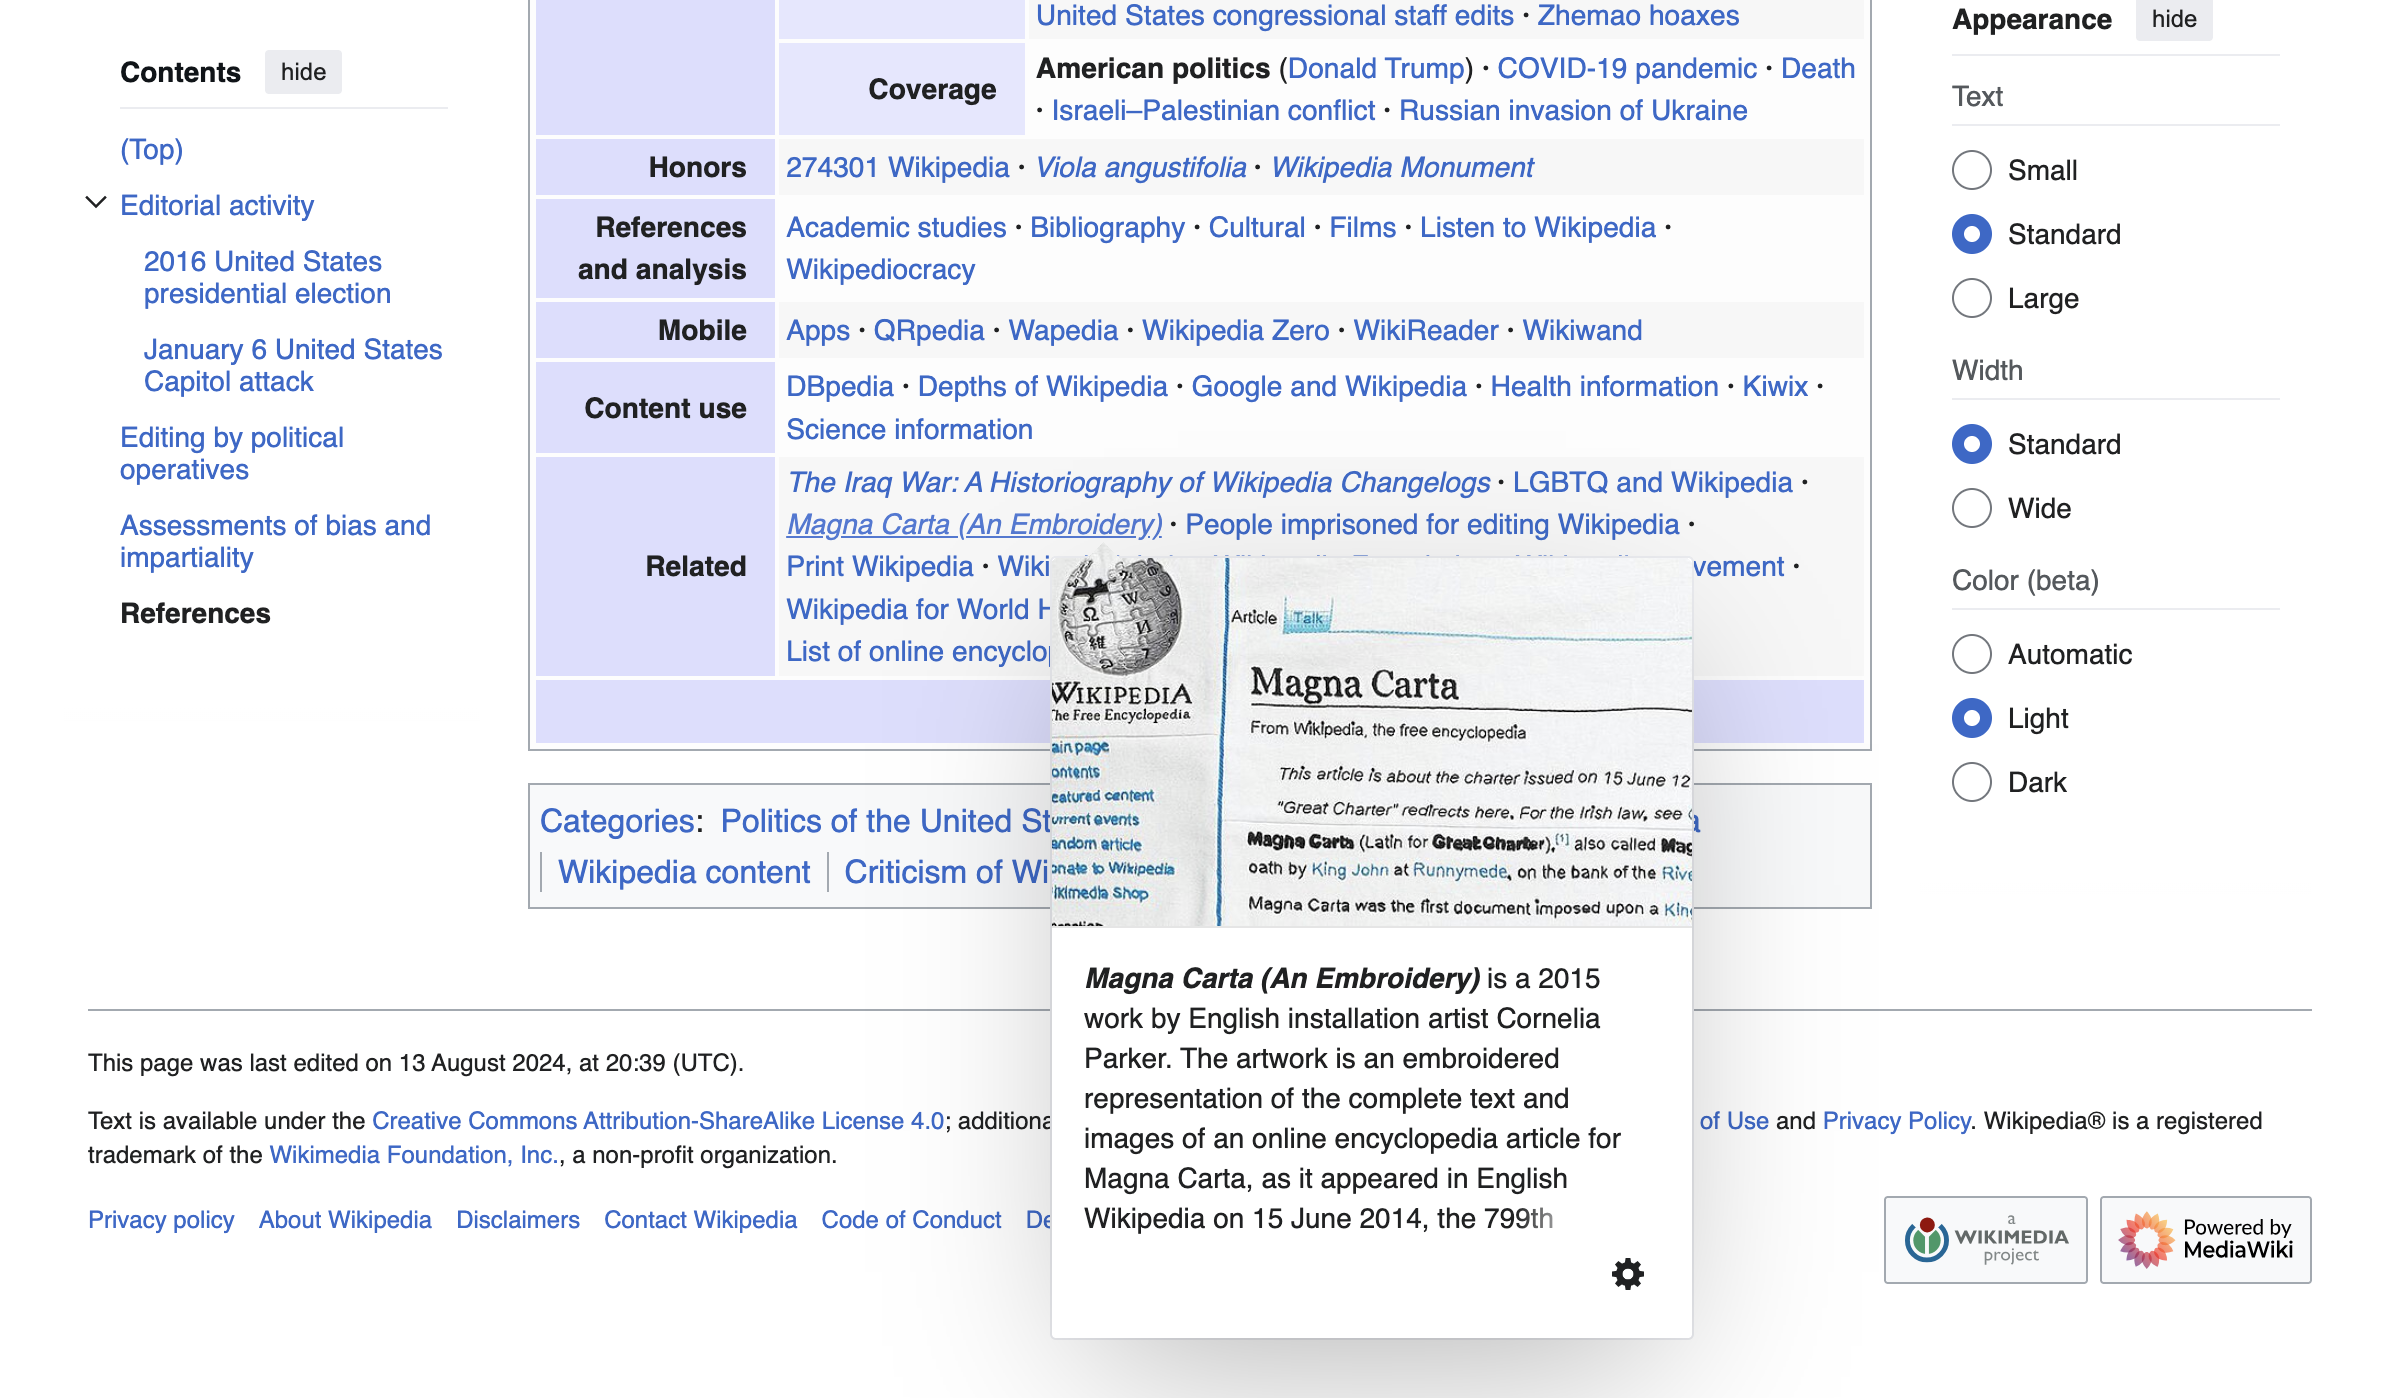 Contents hide
(Top)
Editorial activity
2016 United States
presidential election
January 6 United States
Capitol attack
Editing by political
operatives
Assessments of bias and
impartiality
References
United States congressional staff edits · Zhemao hoaxes
Coverage
American politics (Donald Trump) · COVID-19 pandemic · Death
· Israeli–Palestinian conflict · Russian invasion of Ukraine
Honors
274301 Wikipedia · Viola angustifolia · Wikipedia Monument
References
and analysis
Academic studies · Bibliography · Cultural · Films · Listen to Wikipedia ·
Wikipediocracy
Mobile
Apps · QRpedia · Wapedia · Wikipedia Zero · WikiReader · Wikiwand
Content use
DBpedia · Depths of Wikipedia · Google and Wikipedia · Health information · Kiwix ·
Science information
Related
The Iraq War: A Historiography of Wikipedia Changelogs · LGBTQ and Wikipedia ·
Magna Carta (An Embroidery) · People imprisoned for editing Wikipedia ·
Print Wikipedia · Wiki vement ·
Wikipedia for World H
List of online encyclo
Categories: Politics of the United St
Wikipedia content Criticism of Wi
Article Talk
WIKIPEDIA
The Free Encyclopedia
ain page
ontents
eatured content
urrent events
andom article
onate to Wikipedia
ikimedia Shop
Magna Carta
From Wikipedia, the free encyclopedia
This article is about the charter issued on 15 June 12
"Great Charter" redirects here. For the Irish law, see
Magna Carta (Latin for Great Charter),[1] also called Mag
oath by King John at Runnymede, on the bank of the Rive
Magna Carta was the first document imposed upon a King
Magna Carta (An Embroidery) is a 2015
work by English installation artist Cornelia
Parker. The artwork is an embroidered
representation of the complete text and
images of an online encyclopedia article for
Magna Carta, as it appeared in English
Wikipedia on 15 June 2014, the 799th
Appearance hide
Text
Small
Standard
Large
Width
Standard
Wide
Color (beta)
Automatic
Light
Dark
This page was last edited on 13 August 2024, at 20:39 (UTC).
Text is available under the Creative Commons Attribution-ShareAlike License 4.0; additiona of Use and Privacy Policy. Wikipedia® is a registered
trademark of the Wikimedia Foundation, Inc., a non-profit organization.
Privacy policy About Wikipedia Disclaimers Contact Wikipedia Code of Conduct De
a
WIKIMEDIA
project
Powered by
MediaWiki